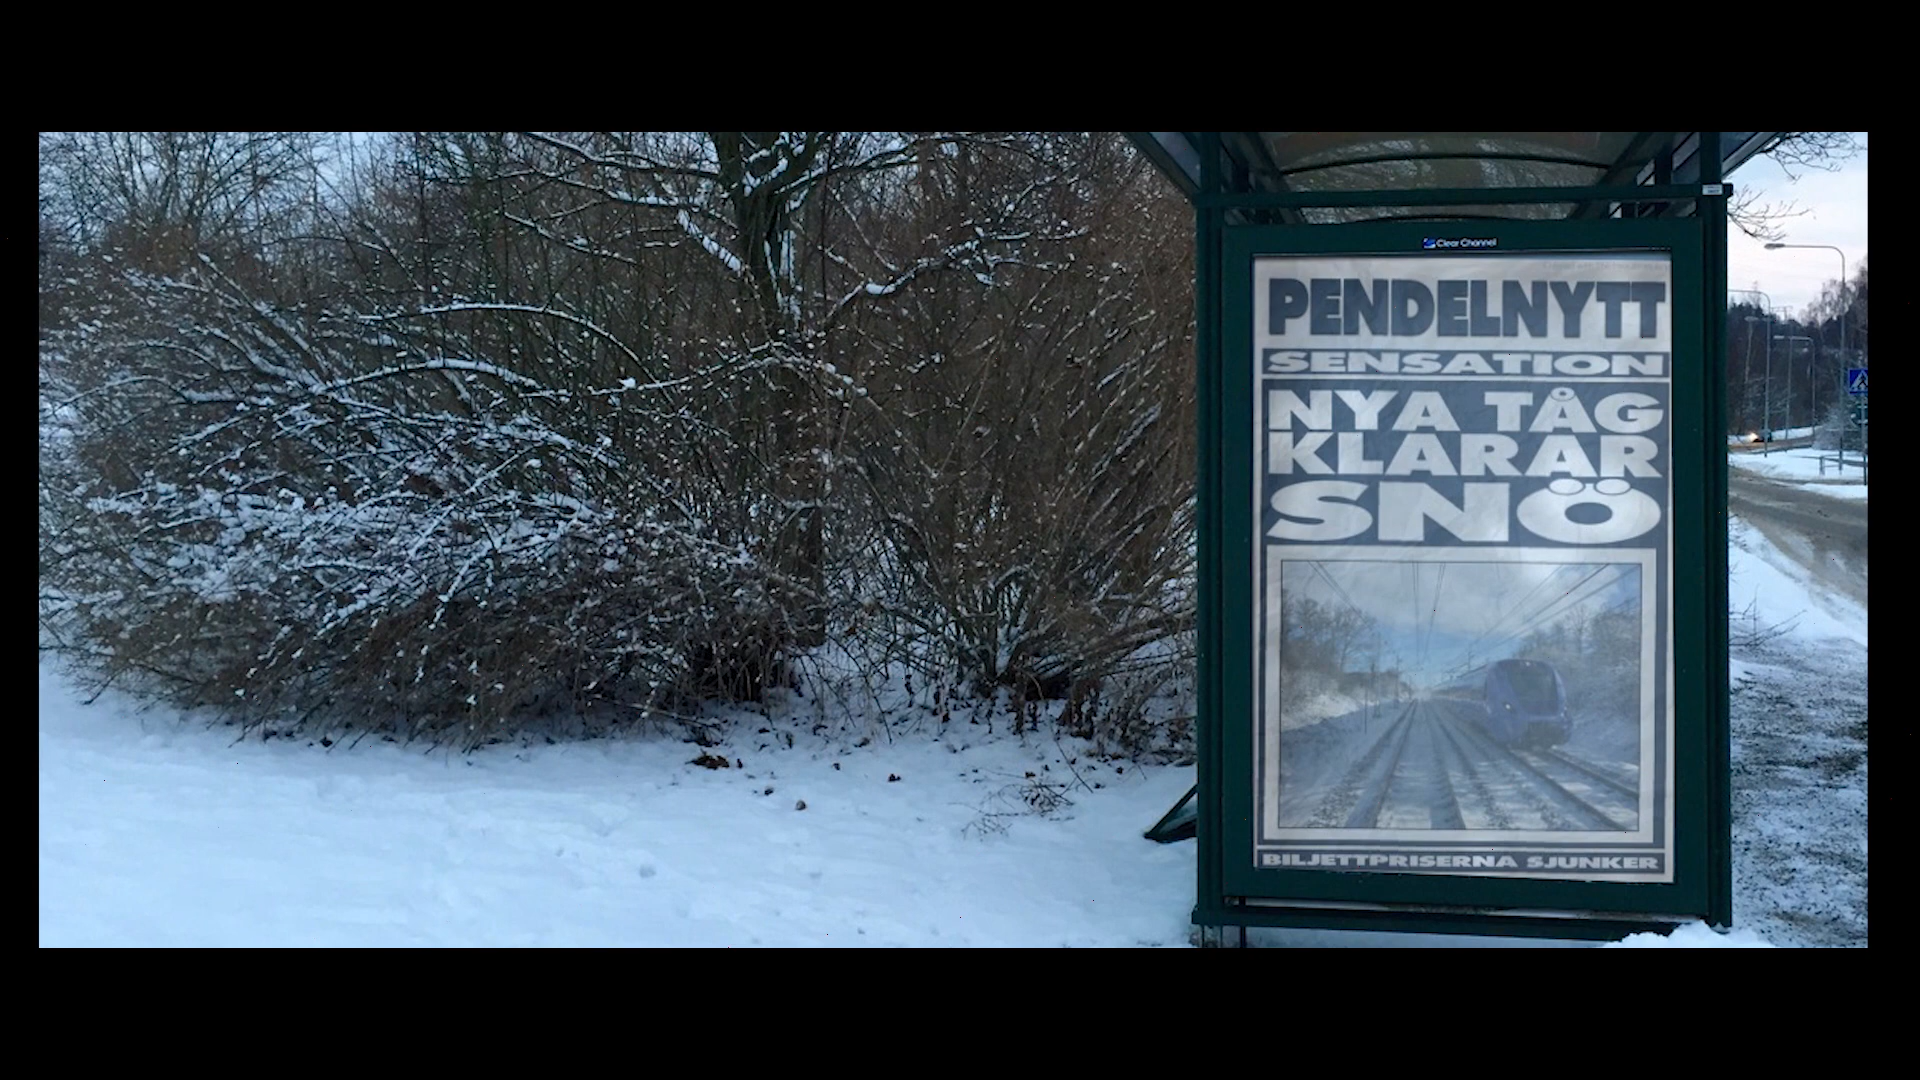 Clear Channel
PENDELNYTT
SENSATION
NYA TÅG
KLARAR
SNÖ
BILJETTPRISERNA SJUNKER